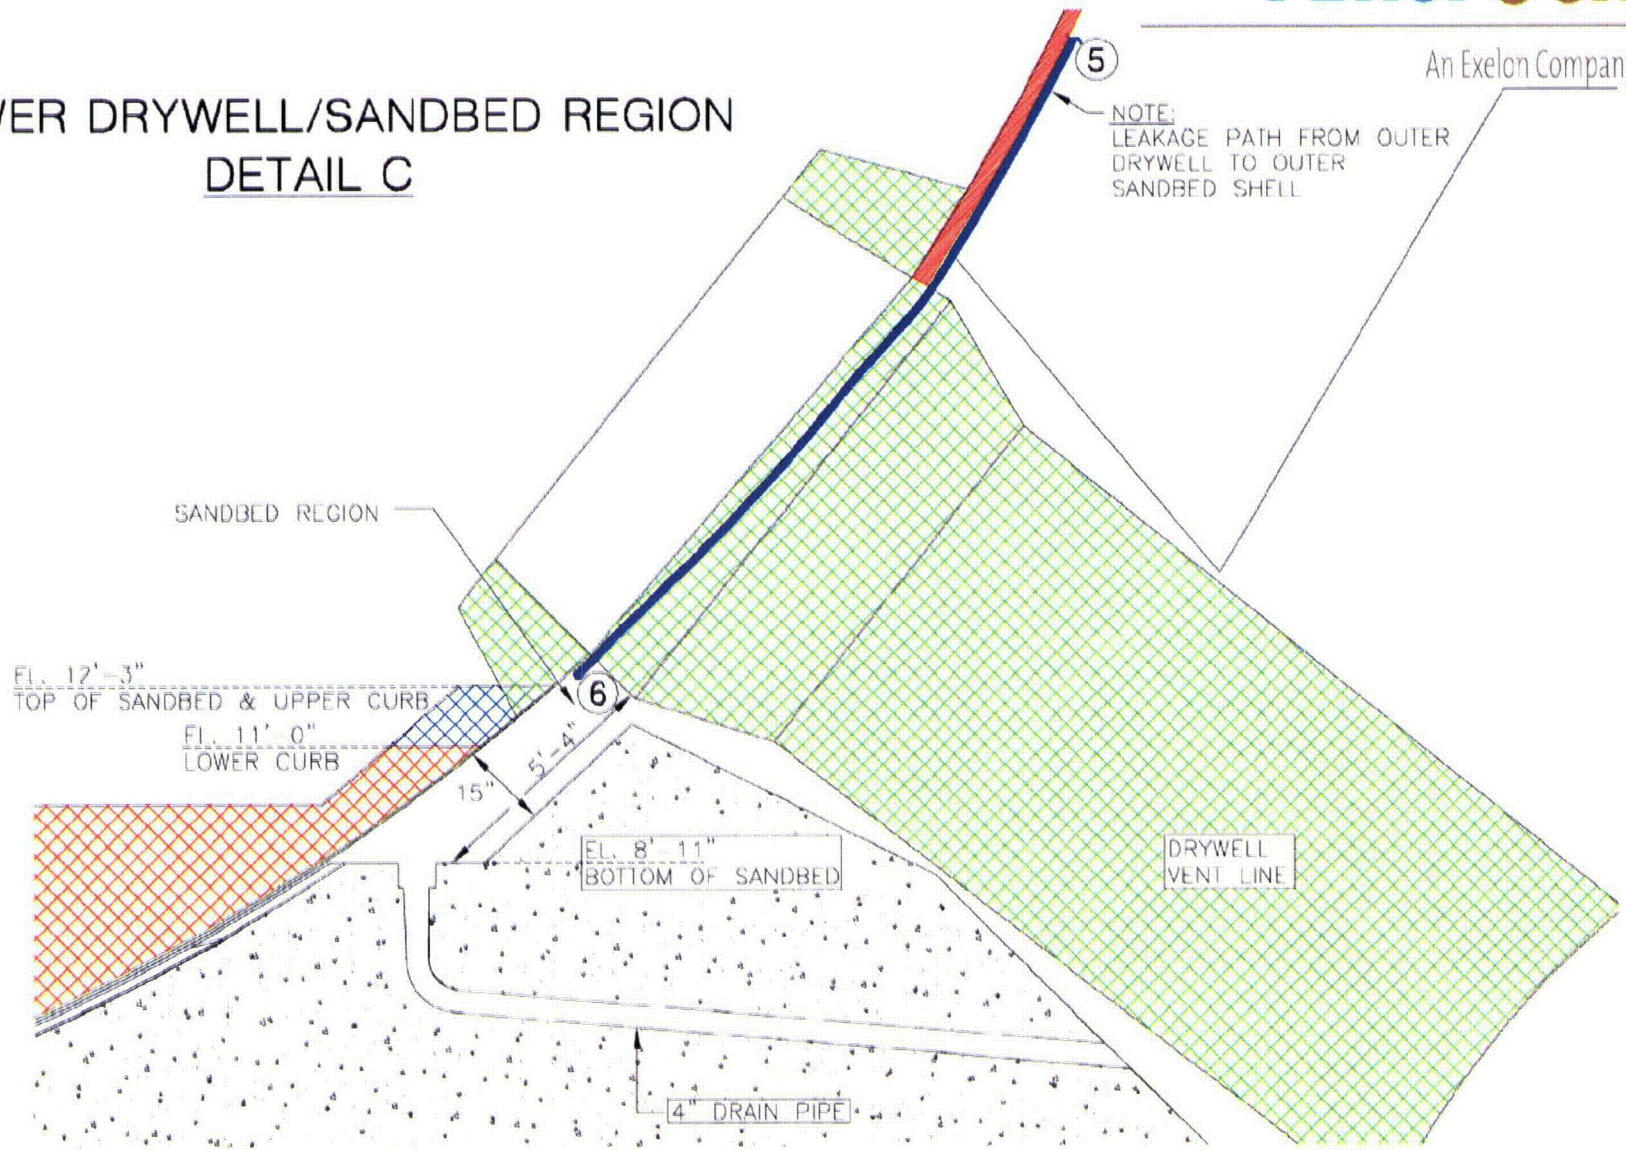 An Exelon Compan
5
NOTE:
LEAKAGE PATH FROM OUTER
DRYWELL TO OUTER
SANDBED SHELL
WER DRYWELL/SANDBED REGION
DETAIL C
SANDBED REGION
EL. 12'-3"
TOP OF SANDBED & UPPER CURB
EL. 11'-0"
LOWER CURB
6
5'-4"
15"
EL. 8'-11"
BOTTOM OF SANDBED
DRYWELL
VENT LINE
4" DRAIN PIPE